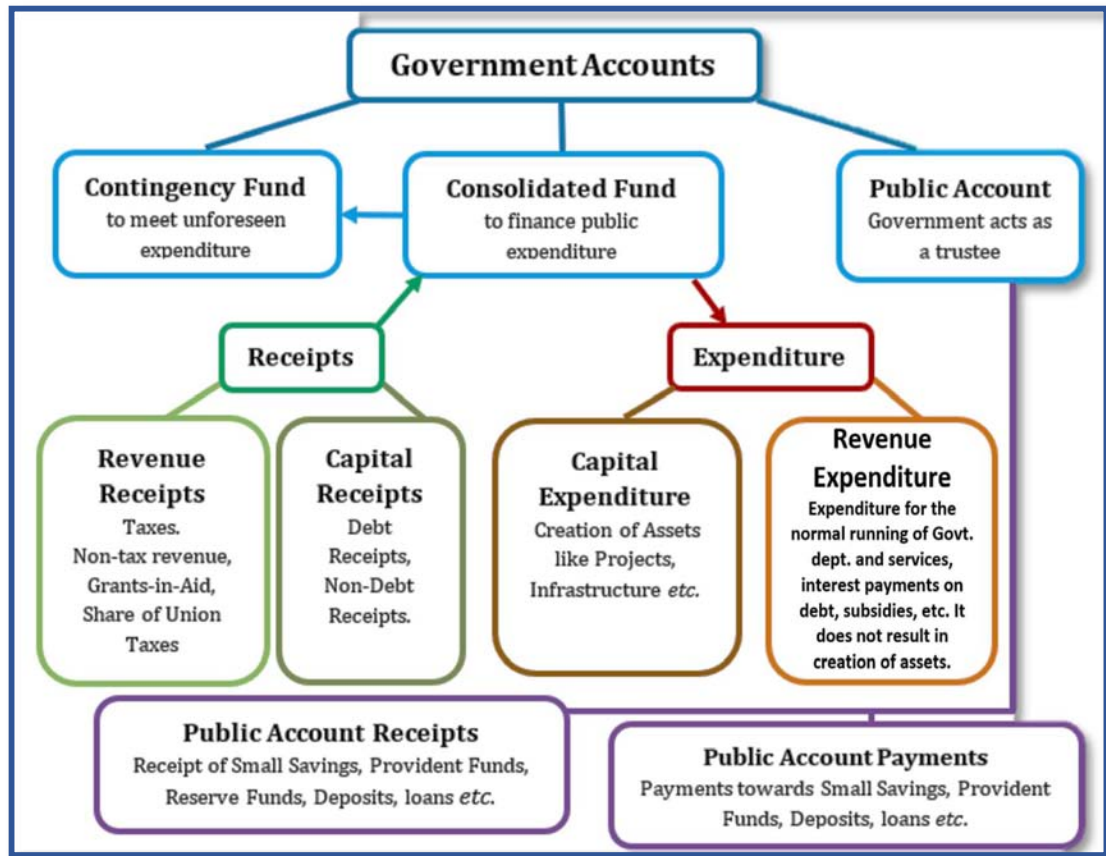 Government Accounts
Contingency Fund
to meet unforeseen
expenditure
Consolidated Fund
to finance public
expenditure
Public Account
Government acts as
a trustee
Receipts
Expenditure
Revenue
Receipts
Taxes.
Non-tax revenue,
Grants-in-Aid,
Share of Union
Taxes
Capital
Receipts
Debt
Receipts,
Non-Debt
Receipts.
Capital
Expenditure
Creation of Assets
like Projects,
Infrastructure etc.
Revenue
Expenditure
Expenditure for the
normal running of Govt.
dept. and services,
interest payments on
debt, subsidies, etc. It
does not result in
creation of assets.
Public Account Receipts
Receipt of Small Savings, Provident Funds,
Reserve Funds, Deposits, loans etc.
Public Account Payments
Payments towards Small Savings, Provident
Funds, Deposits, loans etc.